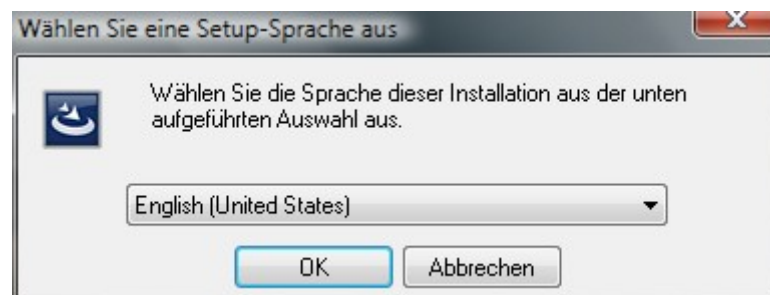 Wählen Sie eine Setup-Sprache aus
Wählen Sie die Sprache dieser Installation aus der unten
aufgeführten Auswahl aus.
English (United States)
OK Abbrechen